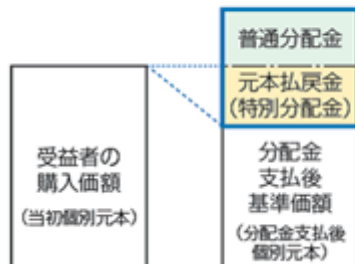 普通分配金
元本払戻金
(特別分配金)
受益者の
購入価額
(当初個別元本)
分配金
支払後
基準価額
(分配金支払後
個別元本)